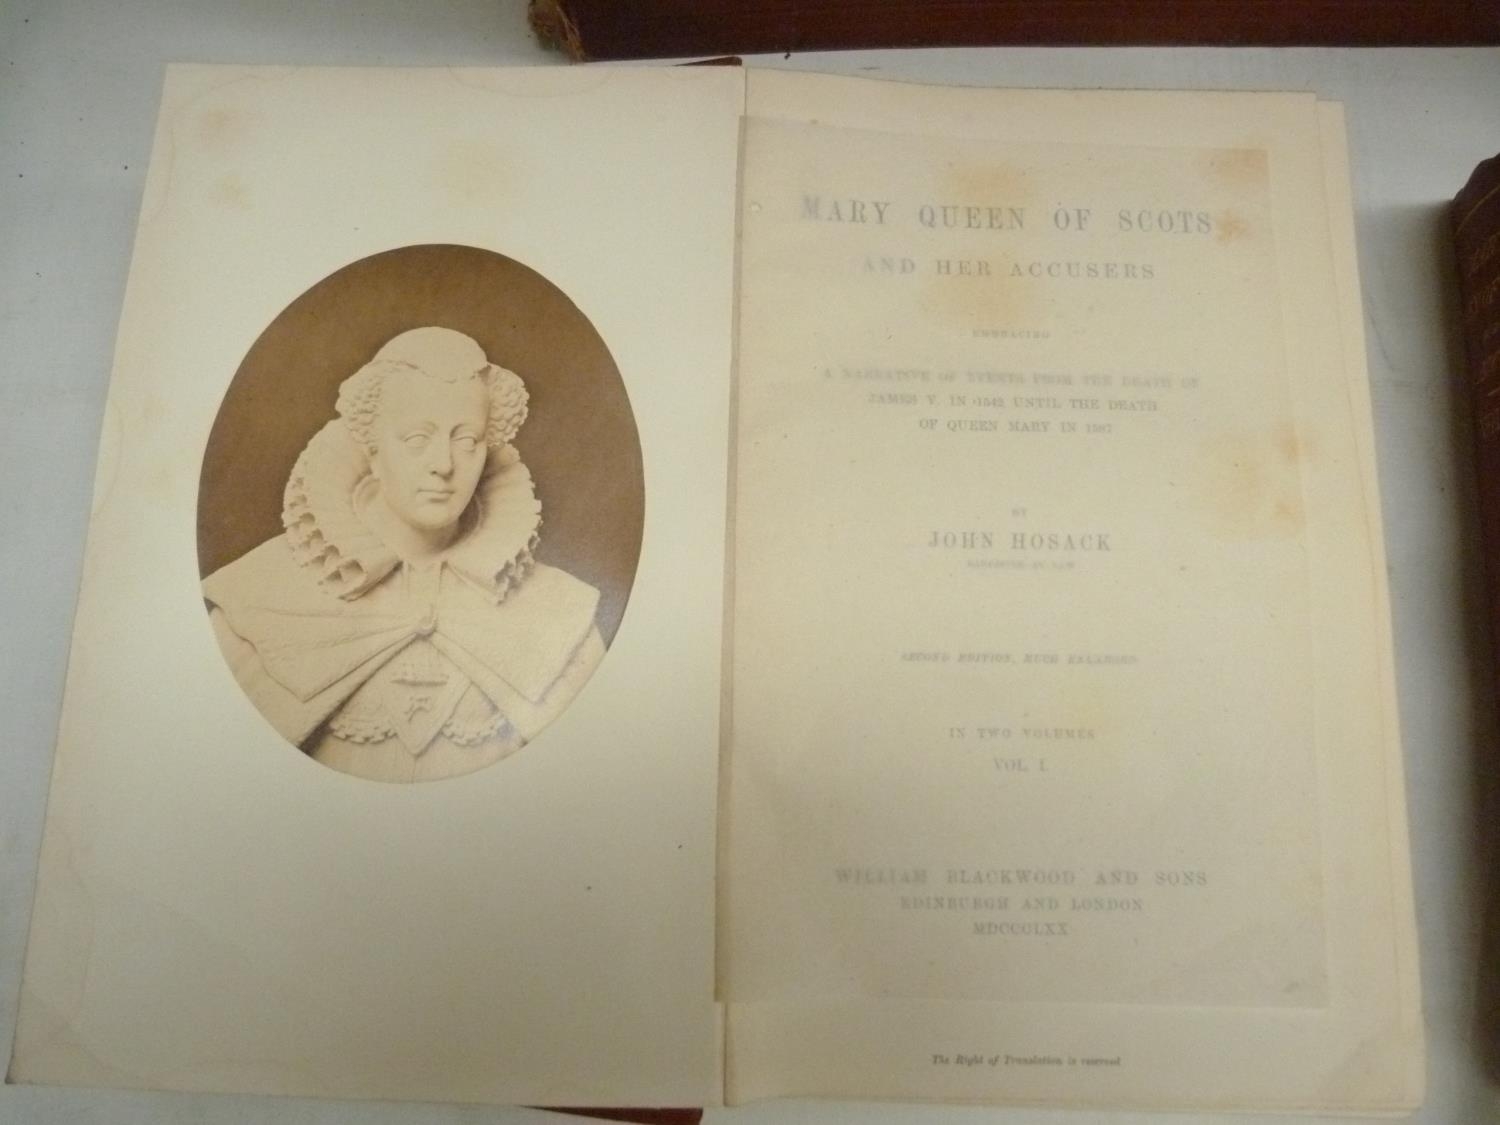 MARY QUEEN OF SCOTS
AND HER ACCUSERS
EMBRACING
A NARRATIVE OF EVENTS FROM THE DEATH OF
JAMES V. IN 1542 UNTIL THE DEATH
OF QUEEN MARY IN 1587
BY
JOHN HOSACK
BARRISTER-AT-LAW
SECOND EDITION, MUCH ENLARGED
IN TWO VOLUMES
VOL. I.
WILLIAM BLACKWOOD AND SONS
EDINBURGH AND LONDON
MDCCCLXX
The Right of Translation is reserved